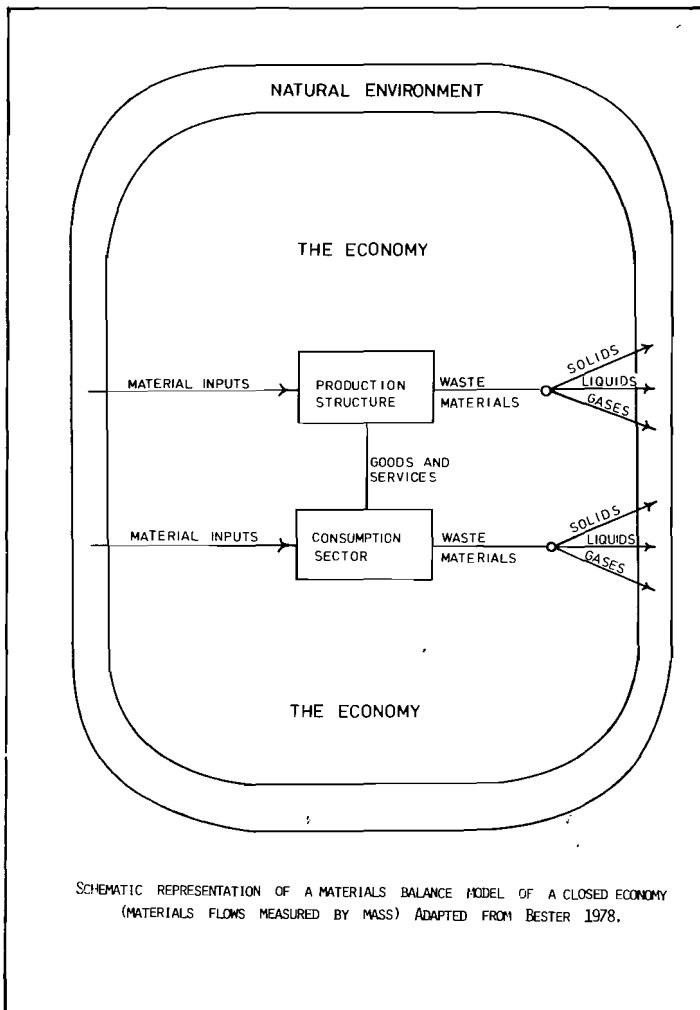 NATURAL ENVIRONMENT
THE ECONOMY
MATERIAL INPUTS
PRODUCTION
STRUCTURE
WASTE
MATERIALS
SOLIDS
LIQUIDS
GASES
GOODS AND
SERVICES
MATERIAL INPUTS
CONSUMPTION
SECTOR
WASTE
MATERIALS
SOLIDS
LIQUIDS
GASES
THE ECONOMY
SCHEMATIC REPRESENTATION OF A MATERIALS BALANCE MODEL OF A CLOSED ECONOMY
(MATERIALS FLOWS MEASURED BY MASS) ADAPTED FROM BESTER 1978.